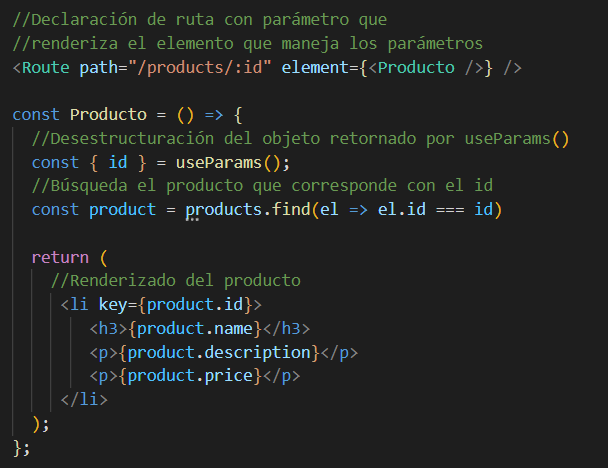 //Declaración de ruta con parámetro que
//renderiza el elemento que maneja los parámetros
<Route path="/products/:id" element={<Producto />} />
const Producto = () => {
//Desestructuración del objeto retornado por useParams()
const { id } = useParams();
//Búsqueda el producto que corresponde con el id
const product = products.find(el => el.id === id)
return (
//Renderizado del producto
<li key={product.id}>
<h3>{product.name}</h3>
<p>{product.description}</p>
<p>{product.price}</p>
</li>
);
};